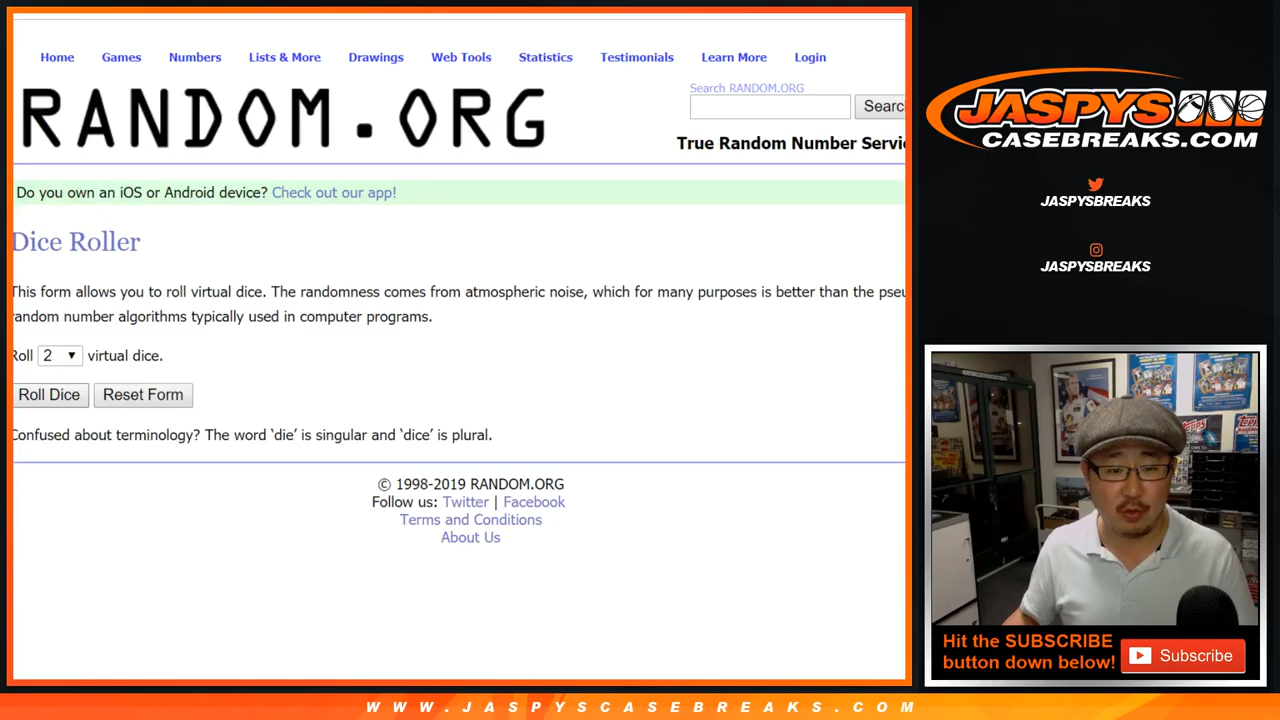 Home Games Numbers Lists & More Drawings Web Tools Statistics Testimonials Learn More Login
Search RANDOM.ORG
RANDOM.ORG
Searc
True Random Number Servi
Do you own an iOS or Android device? Check out our app!
Dice Roller
This form allows you to roll virtual dice. The randomness comes from atmospheric noise, which for many purposes is better than the pseu
random number algorithms typically used in computer programs.
Roll 2 virtual dice.
Roll Dice Reset Form
Confused about terminology? The word ‘die’ is singular and ‘dice’ is plural.
© 1998-2019 RANDOM.ORG
Follow us: Twitter | Facebook
Terms and Conditions
About Us
JASPYS
CASEBREAKS.COM
JASPYSBREAKS
JASPYSBREAKS
TOPPS
Hit the SUBSCRIBE
button down below!
Subscribe
WWW.JASPYSCASEBREAKS.COM